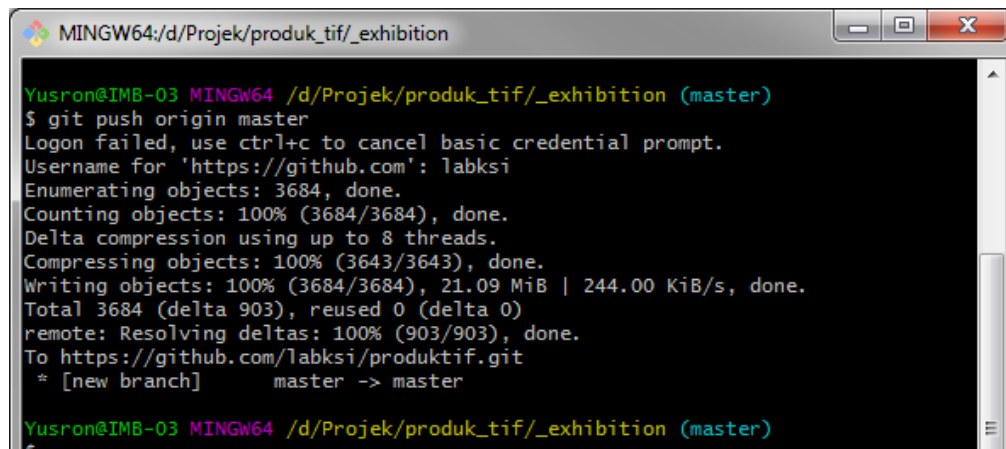 MINGW64:/d/Projek/produk_tif/_exhibition
Yusron@IMB-03 MINGW64 /d/Projek/produk_tif/_exhibition (master)
$ git push origin master
Logon failed, use ctrl+c to cancel basic credential prompt.
Username for 'https://github.com': labksi
Enumerating objects: 3684, done.
Counting objects: 100% (3684/3684), done.
Delta compression using up to 8 threads.
Compressing objects: 100% (3643/3643), done.
Writing objects: 100% (3684/3684), 21.09 MiB | 244.00 KiB/s, done.
Total 3684 (delta 903), reused 0 (delta 0)
remote: Resolving deltas: 100% (903/903), done.
To https://github.com/labksi/produktif.git
 * [new branch]      master -> master
Yusron@IMB-03 MINGW64 /d/Projek/produk_tif/_exhibition (master)
$